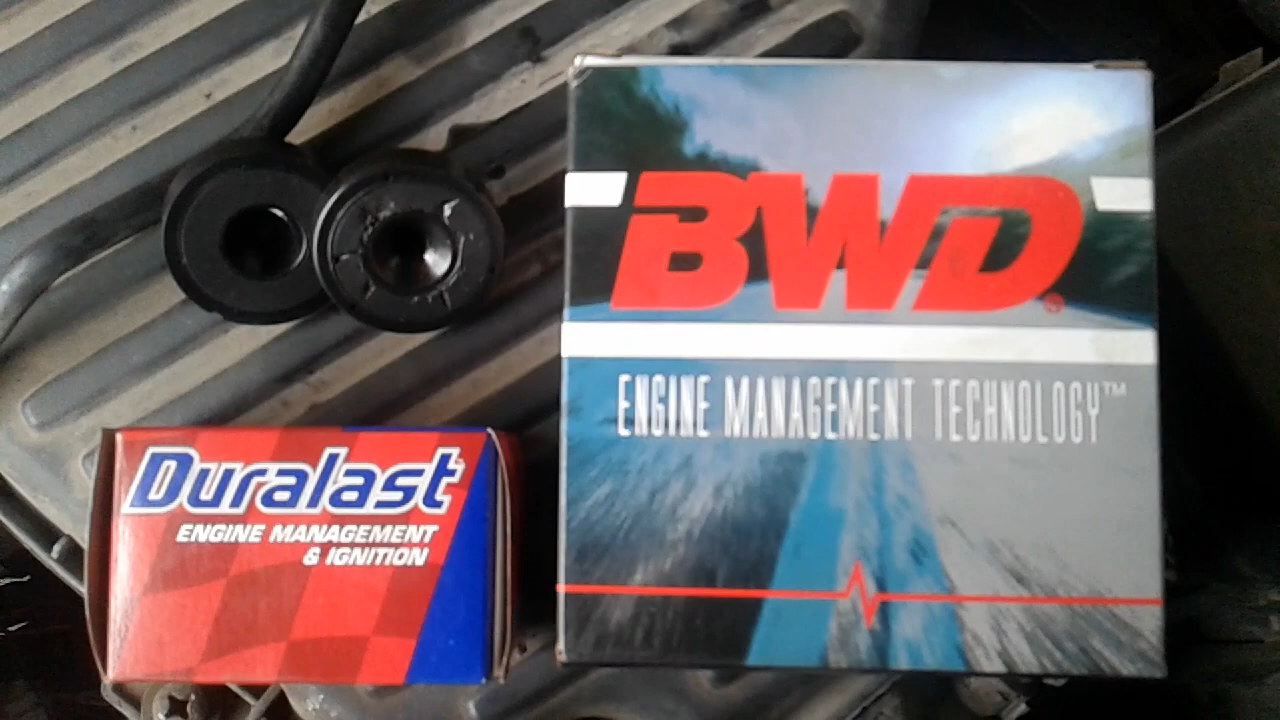 BWD®
ENGINE MANAGEMENT TECHNOLOGY™
Duralast
ENGINE MANAGEMENT
& IGNITION